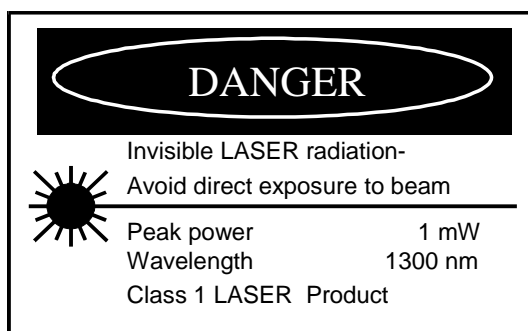 DANGER
Invisible LASER radiation-
Avoid direct exposure to beam
Peak power 1 mW
Wavelength 1300 nm
Class 1 LASER Product